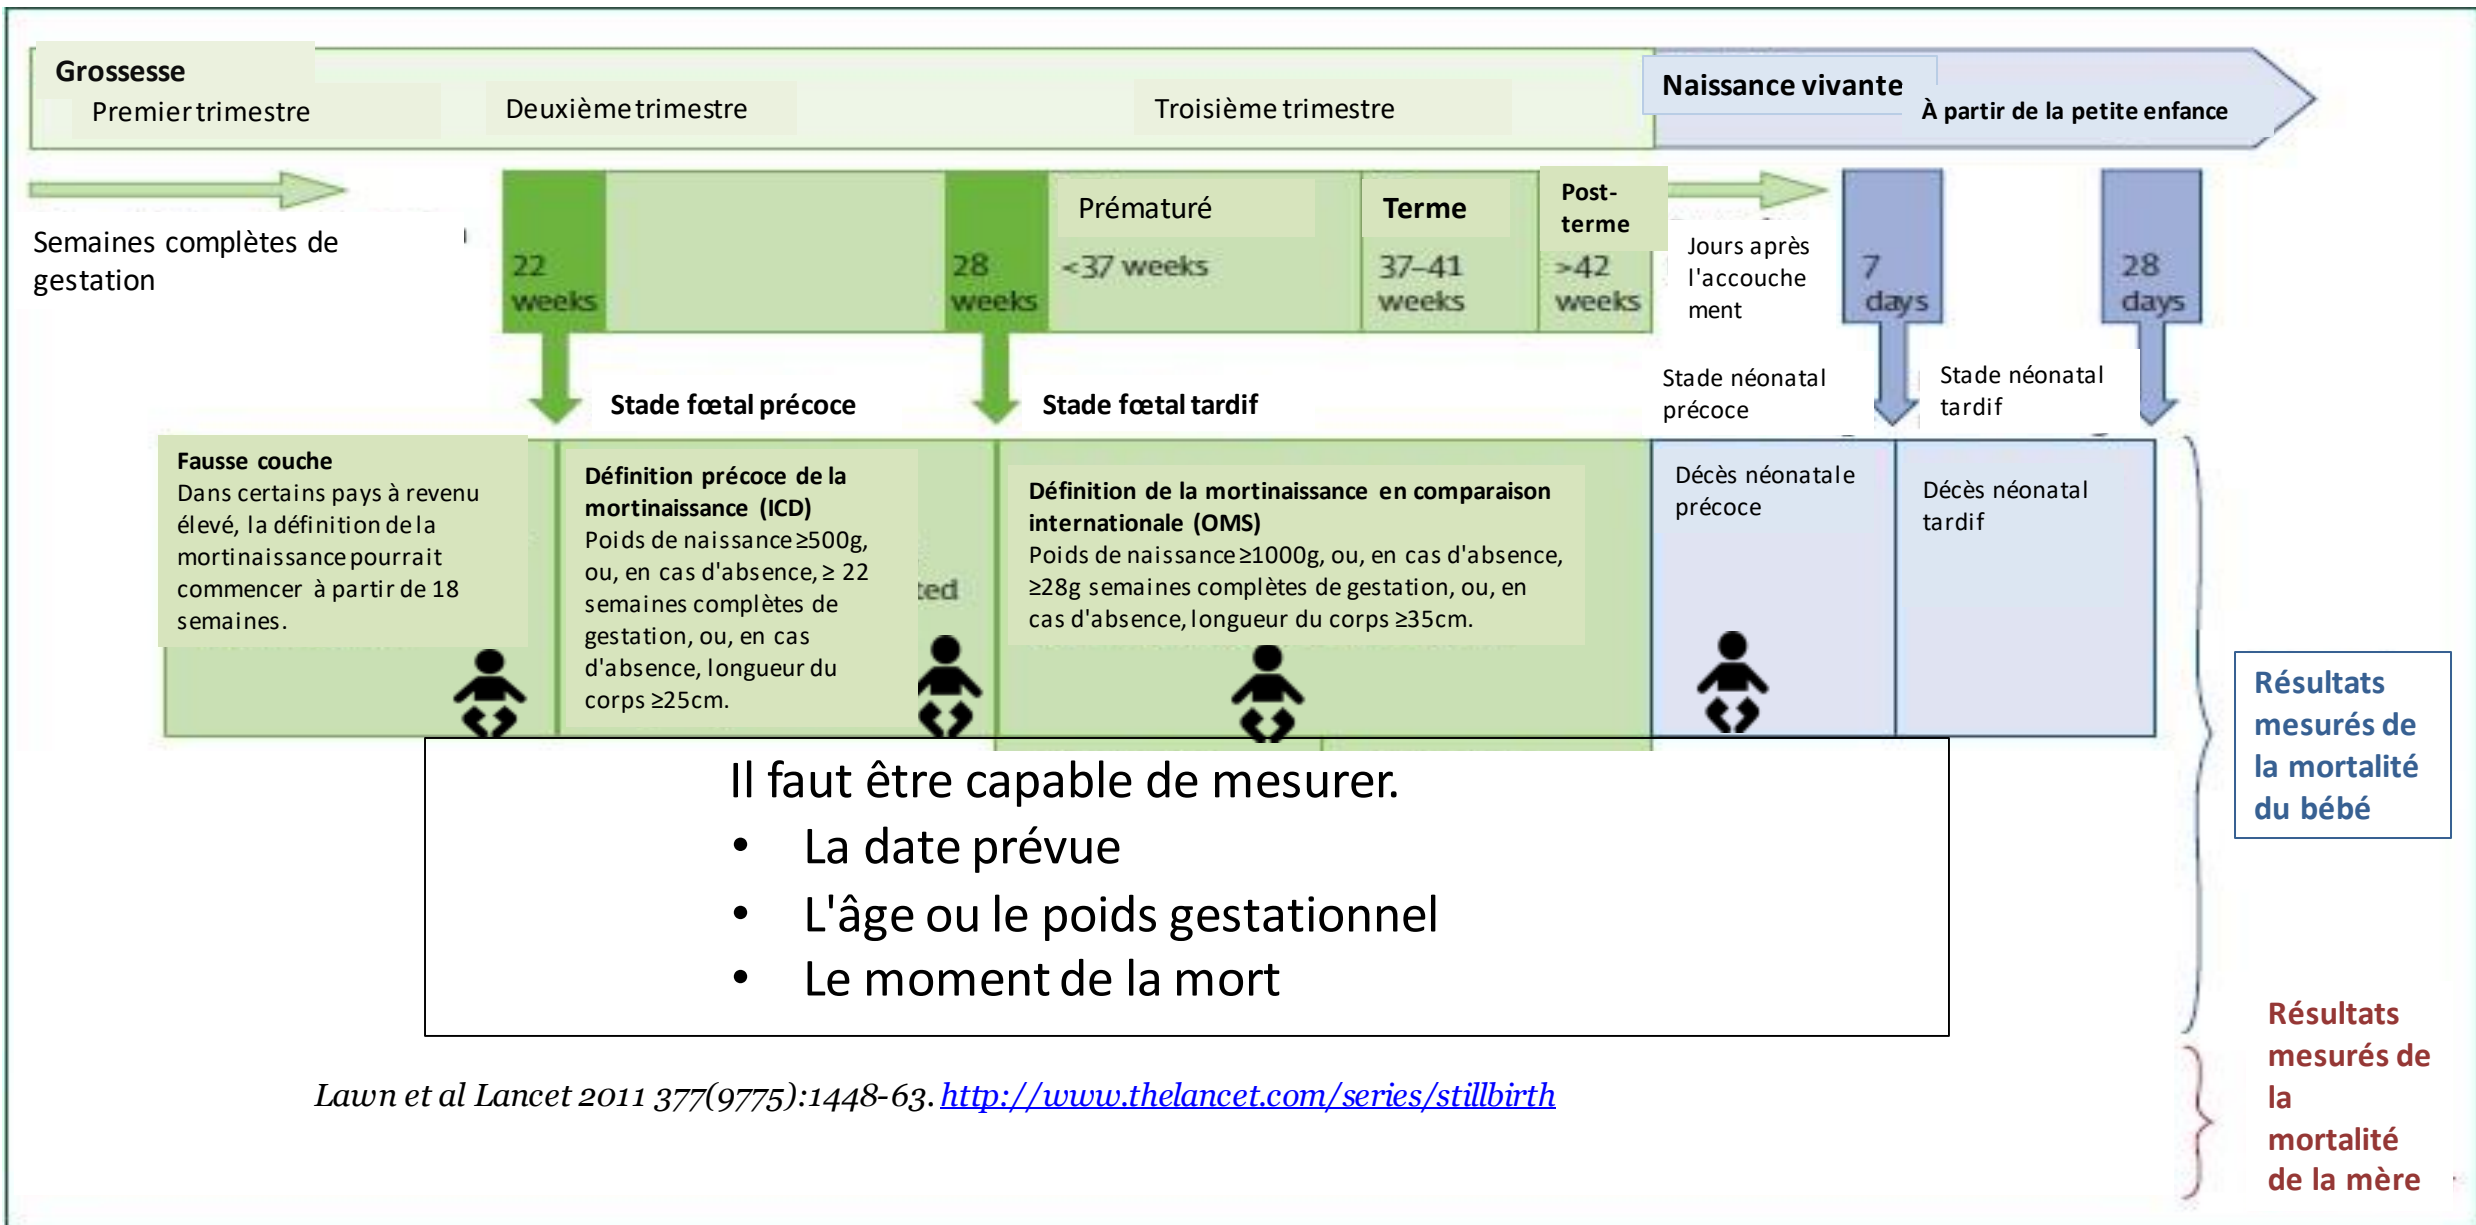 Grossesse
Premier trimestre
Deuxième trimestre
Troisième trimestre
Naissance vivante
À partir de la petite enfance
Semaines complètes de
gestation
22
weeks
28
weeks
Prématuré
<37 weeks
Terme
37–41
weeks
Post-
terme
>42
weeks
Jours après
l'accouche
ment
7
days
28
days
Stade fœtal précoce
Stade fœtal tardif
Stade néonatal
précoce
Stade néonatal
tardif
Fausse couche
Dans certains pays à revenu
élevé, la définition de la
mortinaissance pourrait
commencer à partir de 18
semaines.
Définition précoce de la
mortinaissance (ICD)
Poids de naissance ≥500g,
ou, en cas d'absence, ≥ 22
semaines complètes de
gestation, ou, en cas
d'absence, longueur du
corps ≥25cm.
ted
Définition de la mortinaissance en comparaison
internationale (OMS)
Poids de naissance ≥1000g, ou, en cas d'absence,
≥28g semaines complètes de gestation, ou, en
cas d'absence, longueur du corps ≥35cm.
Décès néonatale
précoce
Décès néonatal
tardif
Résultats
mesurés de
la mortalité
du bébé
Il faut être capable de mesurer.
• La date prévue
• L'âge ou le poids gestationnel
• Le moment de la mort
Résultats
mesurés de
la
mortalité
de la mère
Lawn et al Lancet 2011 377(9775):1448-63. http://www.thelancet.com/series/stillbirth